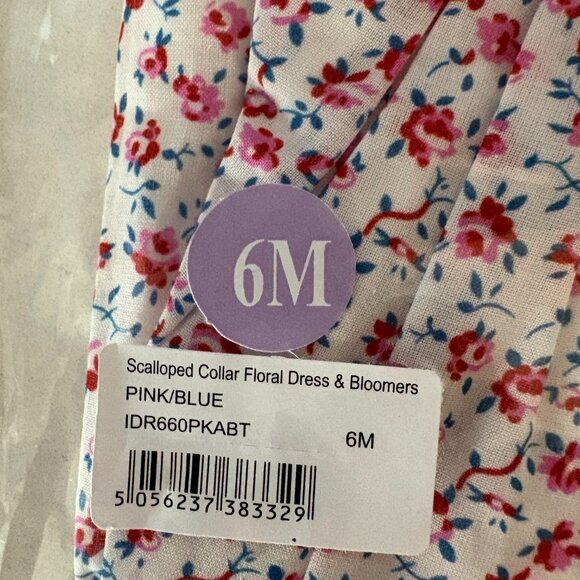 6M
Scalloped Collar Floral Dress & Bloomers
PINK/BLUE
IDR660PKABT 6M
5 056237 383329